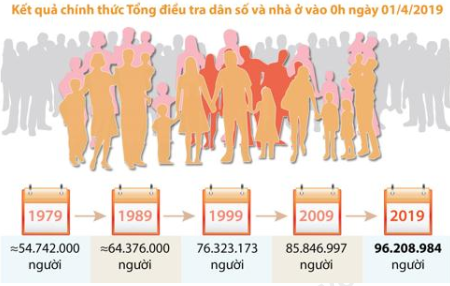 Kết quả chính thức Tổng điều tra dân số và nhà ở vào 0h ngày 01/4/2019
1979 1989 1999 2009 2019
≈54.742.000 ≈64.376.000 76.323.173 85.846.997 96.208.984
người người người người người